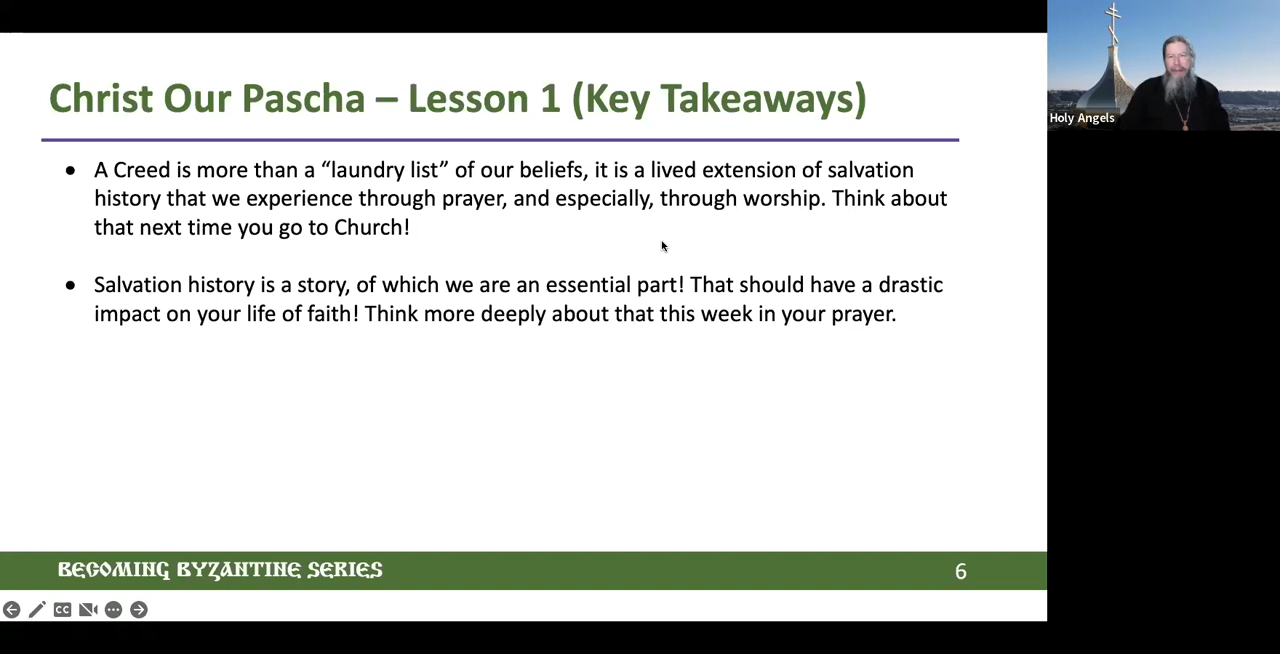 Christ Our Pascha – Lesson 1 (Key Takeaways)
Holy Angels
• A Creed is more than a “laundry list” of our beliefs, it is a lived extension of salvation
history that we experience through prayer, and especially, through worship. Think about
that next time you go to Church!
• Salvation history is a story, of which we are an essential part! That should have a drastic
impact on your life of faith! Think more deeply about that this week in your prayer.
BECOMING BYZANTINE SERIES
6
CC